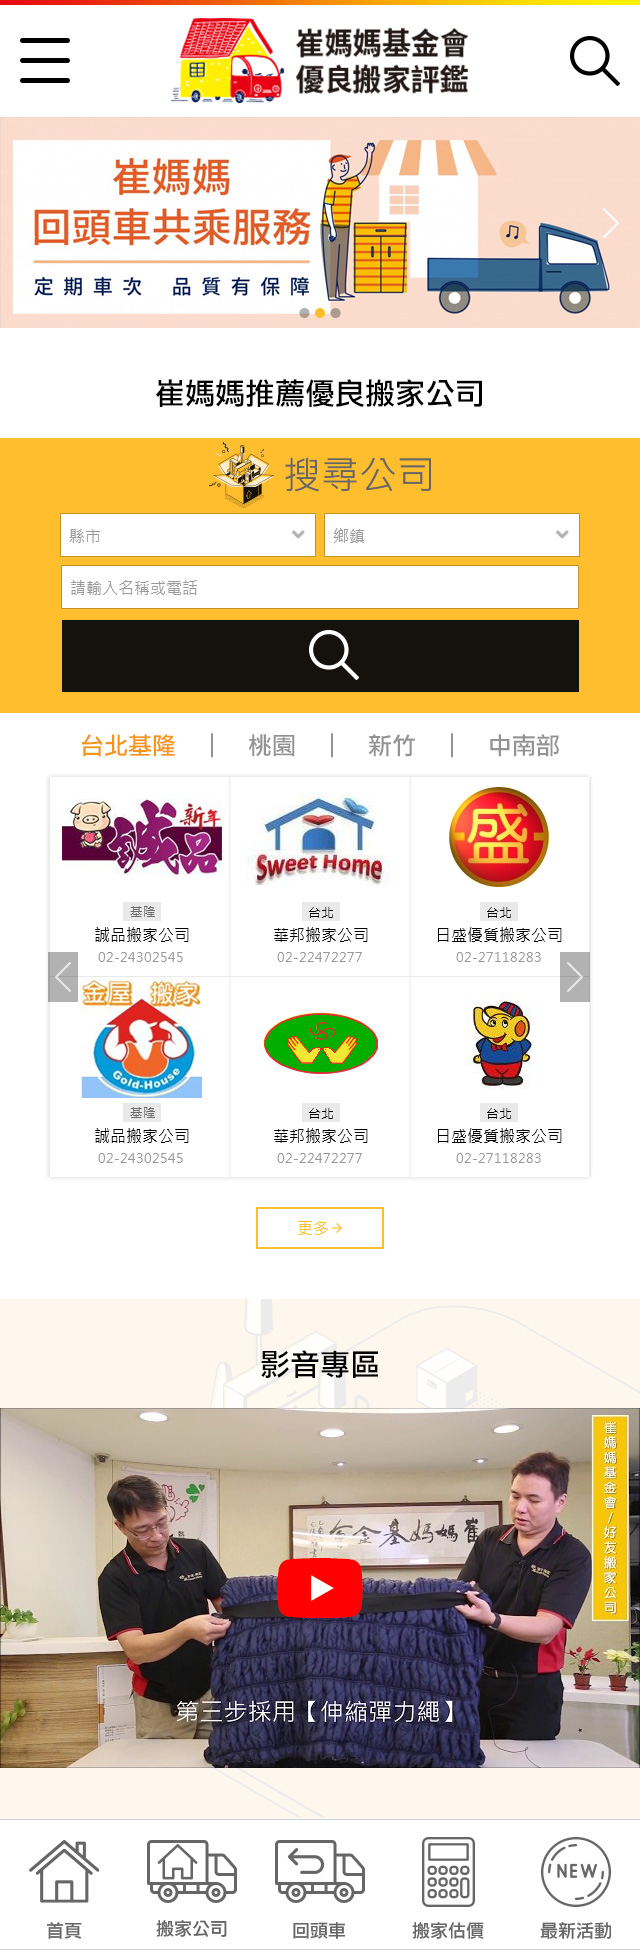 崔媽媽基金會
優良搬家評鑑
崔媽媽
回頭車共乘服務
定期車次 品質有保障
崔媽媽推薦優良搬家公司
搜尋公司
縣市
鄉鎮
請輸入名稱或電話
台北基隆 | 桃園 | 新竹 | 中南部
新年
誠品
Sweet Home
盛
基隆
誠品搬家公司
02-24302545
台北
華邦搬家公司
02-22472277
台北
日盛優質搬家公司
02-27118283
金屋 搬家
Gold-House
基隆
誠品搬家公司
02-24302545
台北
華邦搬家公司
02-22472277
台北
日盛優質搬家公司
02-27118283
更多→
影音專區
崔媽媽基金會/好友搬家公司
金金基媽媽崔
第三步採用【伸縮彈力繩】
首頁
搬家公司
回頭車
搬家估價
NEW
最新活動